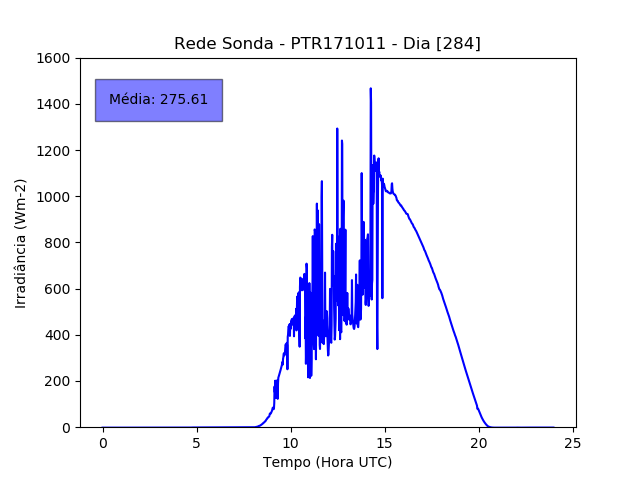 Rede Sonda - PTR171011 - Dia [284]
1600
1400
1200
1000
800
600
400
200
0
Média: 275.61
Irradiância (Wm-2)
0 5 10 15 20 25
Tempo (Hora UTC)